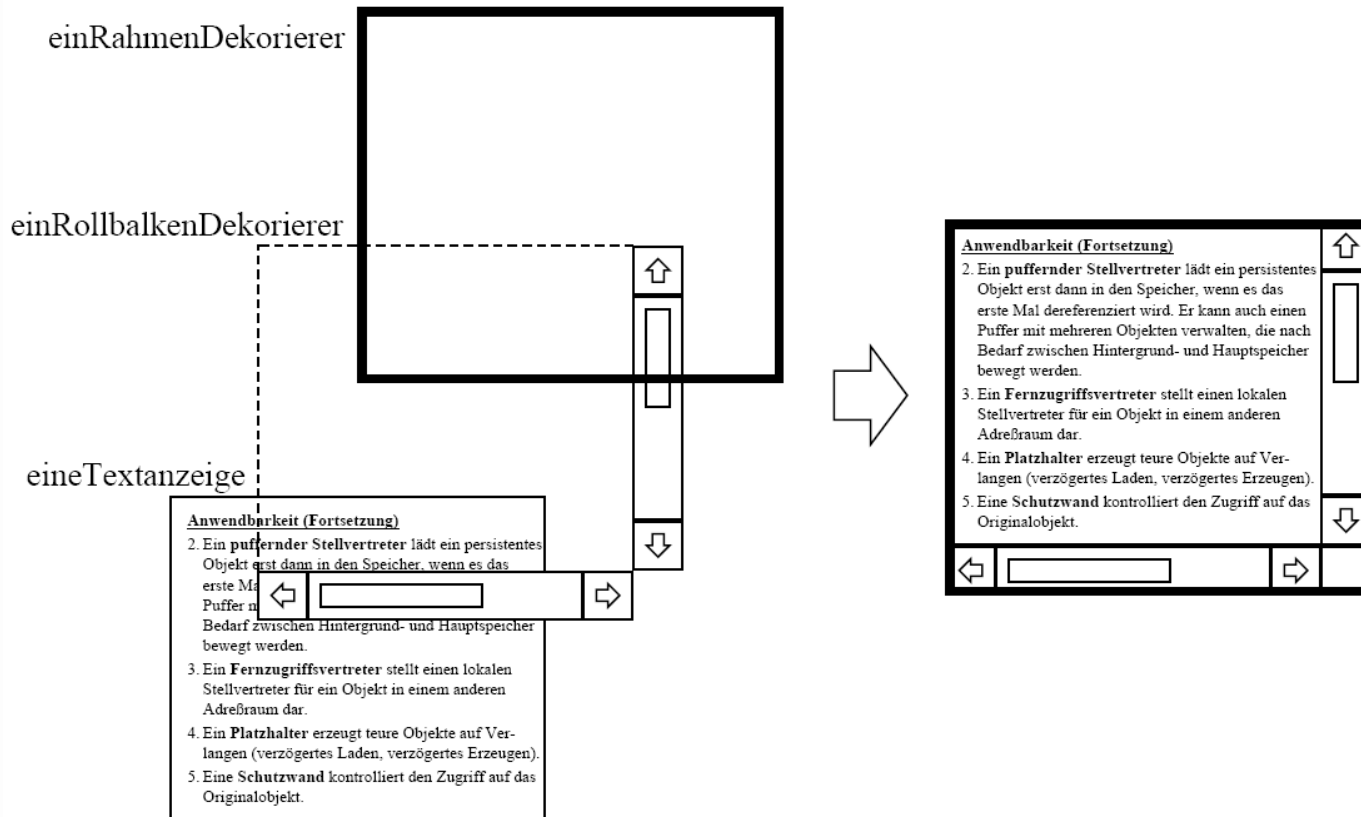 einRahmenDekorierer
einRollbalkenDekorierer
eineTextanzeige
Anwendbarkeit (Fortsetzung)
2. Ein puffernder Stellvertreter lädt ein persistentes
Objekt erst dann in den Speicher, wenn es das
erste Ma
Puffer m
Bedarf zwischen Hintergrund- und Hauptspeicher
bewegt werden.
3. Ein Fernzugriffsvertreter stellt einen lokalen
Stellvertreter für ein Objekt in einem anderen
Adreßraum dar.
4. Ein Platzhalter erzeugt teure Objekte auf Ver-
langen (verzögertes Laden, verzögertes Erzeugen).
5. Eine Schutzwand kontrolliert den Zugriff auf das
Originalobjekt.
Anwendbarkeit (Fortsetzung)
2. Ein puffernder Stellvertreter lädt ein persistentes
Objekt erst dann in den Speicher, wenn es das
erste Mal dereferenziert wird. Er kann auch einen
Puffer mit mehreren Objekten verwalten, die nach
Bedarf zwischen Hintergrund- und Hauptspeicher
bewegt werden.
3. Ein Fernzugriffsvertreter stellt einen lokalen
Stellvertreter für ein Objekt in einem anderen
Adreßraum dar.
4. Ein Platzhalter erzeugt teure Objekte auf Ver-
langen (verzögertes Laden, verzögertes Erzeugen).
5. Eine Schutzwand kontrolliert den Zugriff auf das
Originalobjekt.